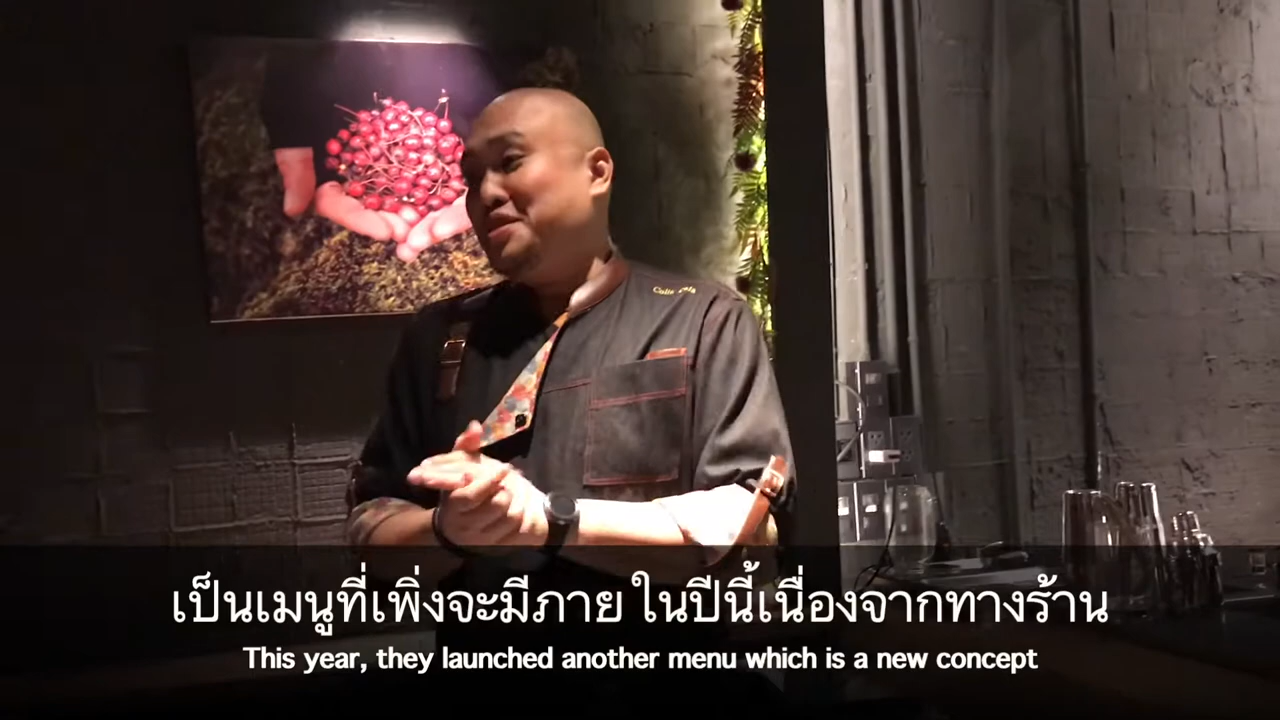 เป็นเมนูที่เพิ่งจะมีภาย ในปีนี้เนื่องจากทางร้าน
This year, they launched another menu which is a new concept